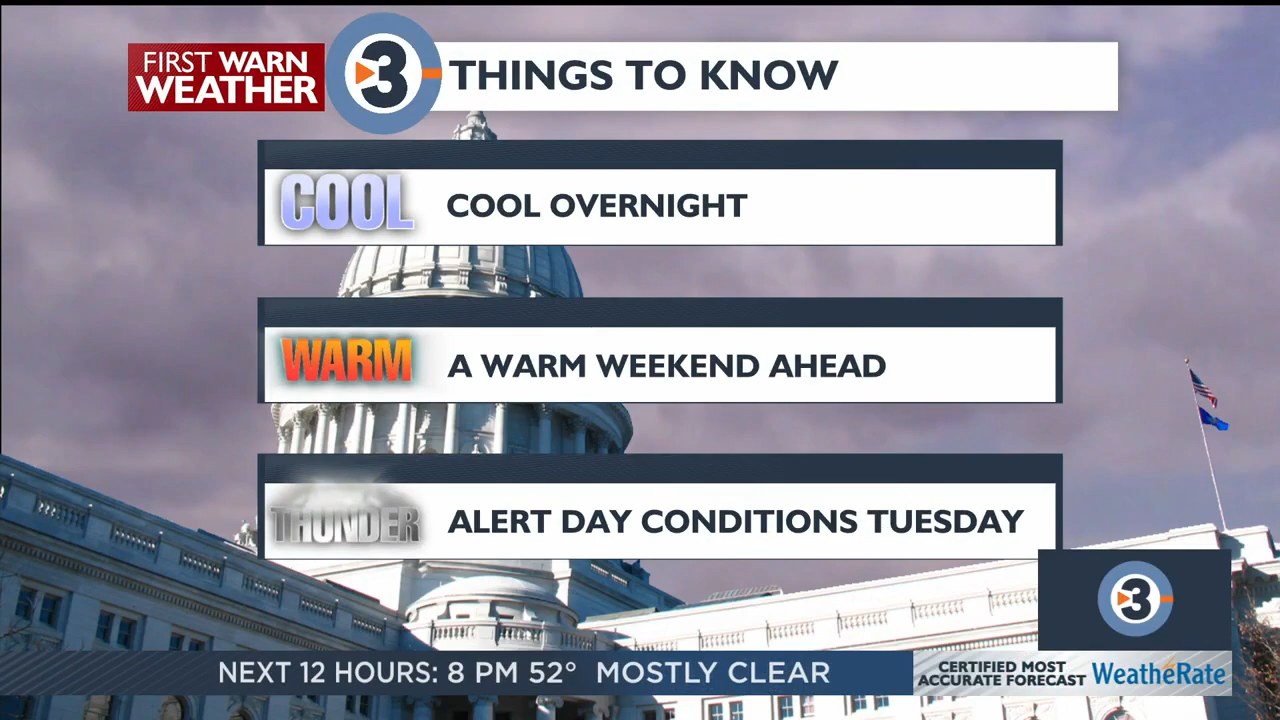 FIRST WARN
WEATHER
3 THINGS TO KNOW
COOL COOL OVERNIGHT
WARM A WARM WEEKEND AHEAD
THUNDER ALERT DAY CONDITIONS TUESDAY
3
NEXT 12 HOURS: 8 PM 52° MOSTLY CLEAR
CERTIFIED MOST
ACCURATE FORECAST
WeatheRate